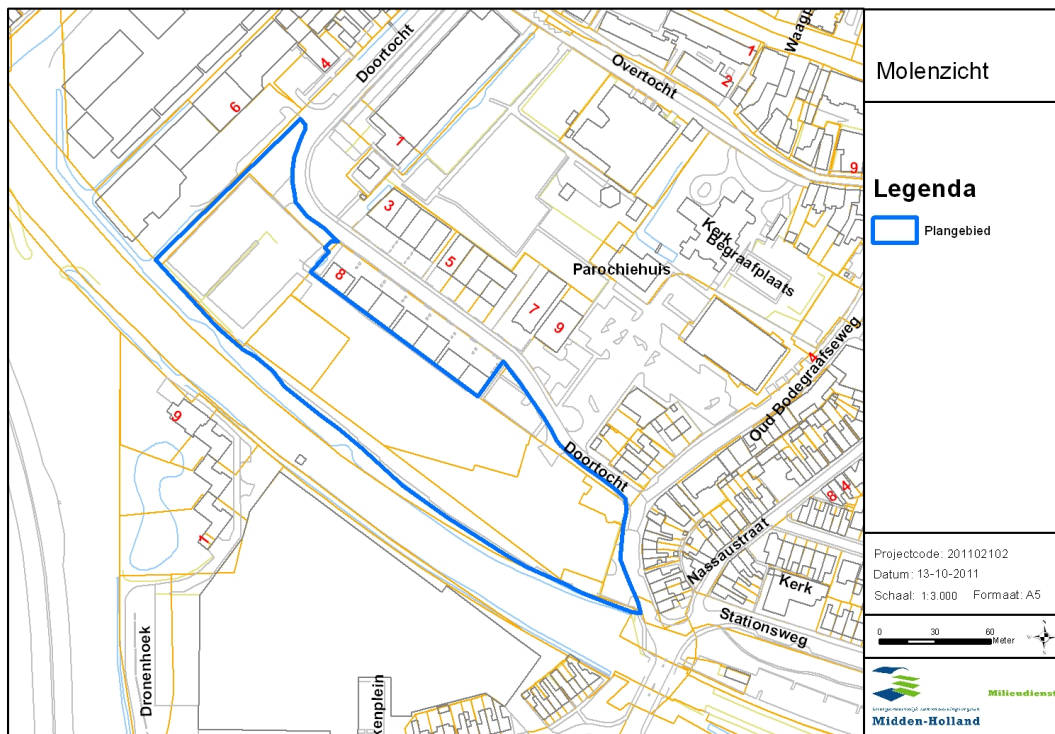 Doortocht
4
6
1
Overtocht
1
2
Waagp
9
3
5
Kerk
Begraafplaats
Parochiehuis
8
7
9
4
Oud Bodegraafseweg
9
1
Doortocht
Nassaustraat
8
4
Kerk
Stationsweg
Dronenhoek
kenplein
Molenzicht
Legenda
Plangebied
Projectcode: 201102102
Datum: 13-10-2011
Schaal: 1:3.000 Formaat: A5
0 30 60 Meter
Milieudienst
Midden-Holland